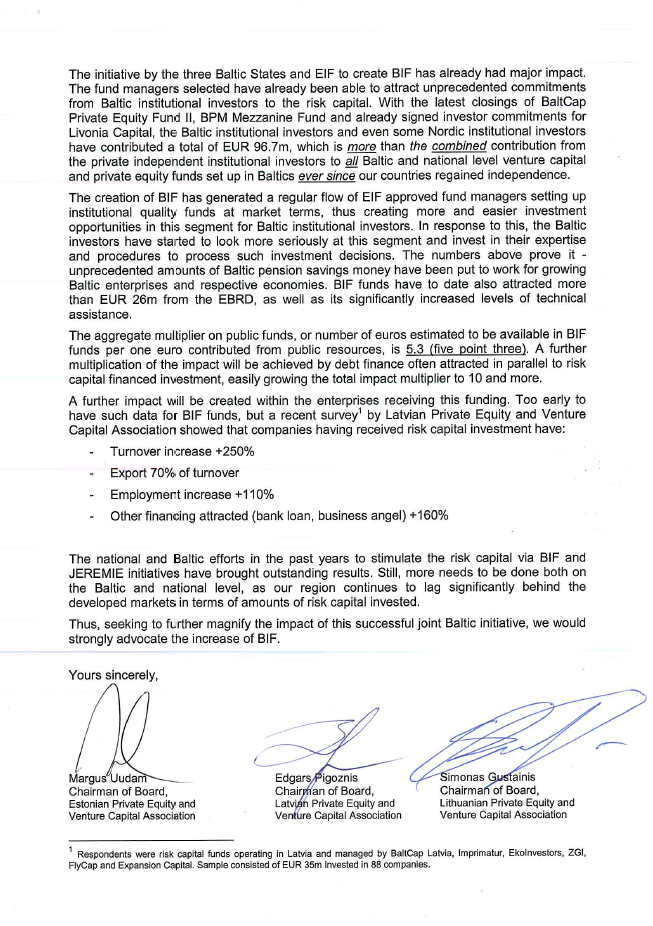 The initiative by the three Baltic States and EIF to create BIF has already had major impact.
The fund managers selected have already been able to attract unprecedented commitments
from Baltic institutional investors to the risk capital. With the latest closings of BaltCap
Private Equity Fund II, BPM Mezzanine Fund and already signed investor commitments for
Livonia Capital, the Baltic institutional investors and even some Nordic institutional investors
have contributed a total of EUR 96.7m, which is more than the combined contribution from
the private independent institutional investors to all Baltic and national level venture capital
and private equity funds set up in Baltics ever since our countries regained independence.
The creation of BIF has generated a regular flow of EIF approved fund managers setting up
institutional quality funds at market terms, thus creating more and easier investment
opportunities in this segment for Baltic institutional investors. In response to this, the Baltic
investors have started to look more seriously at this segment and invest in their expertise
and procedures to process such investment decisions. The numbers above prove it -
unprecedented amounts of Baltic pension savings money have been put to work for growing
Baltic enterprises and respective economies. BIF funds have to date also attracted more
than EUR 26m from the EBRD, as well as its significantly increased levels of technical
assistance.
The aggregate multiplier on public funds, or number of euros estimated to be available in BIF
funds per one euro contributed from public resources, is 5.3 (five point three). A further
multiplication of the impact will be achieved by debt finance often attracted in parallel to risk
capital financed investment, easily growing the total impact multiplier to 10 and more.
A further impact will be created within the enterprises receiving this funding. Too early to
have such data for BIF funds, but a recent survey1 by Latvian Private Equity and Venture
Capital Association showed that companies having received risk capital investment have:
- Turnover increase +250%
- Export 70% of turnover
- Employment increase +110%
- Other financing attracted (bank loan, business angel) +160%
The national and Baltic efforts in the past years to stimulate the risk capital via BIF and
JEREMIE initiatives have brought outstanding results. Still, more needs to be done both on
the Baltic and national level, as our region continues to lag significantly behind the
developed markets in terms of amounts of risk capital invested.
Thus, seeking to further magnify the impact of this successful joint Baltic initiative, we would
strongly advocate the increase of BIF.
Yours sincerely,
Margus Uudam
Chairman of Board,
Estonian Private Equity and
Venture Capital Association
Edgars Pigoznis
Chairman of Board,
Latvian Private Equity and
Venture Capital Association
Simonas Gustainis
Chairman of Board,
Lithuanian Private Equity and
Venture Capital Association
1 Respondents were risk capital funds operating in Latvia and managed by BaltCap Latvia, Imprimatur, EkoInvestors, ZGI,
FlyCap and Expansion Capital. Sample consisted of EUR 35m invested in 88 companies.